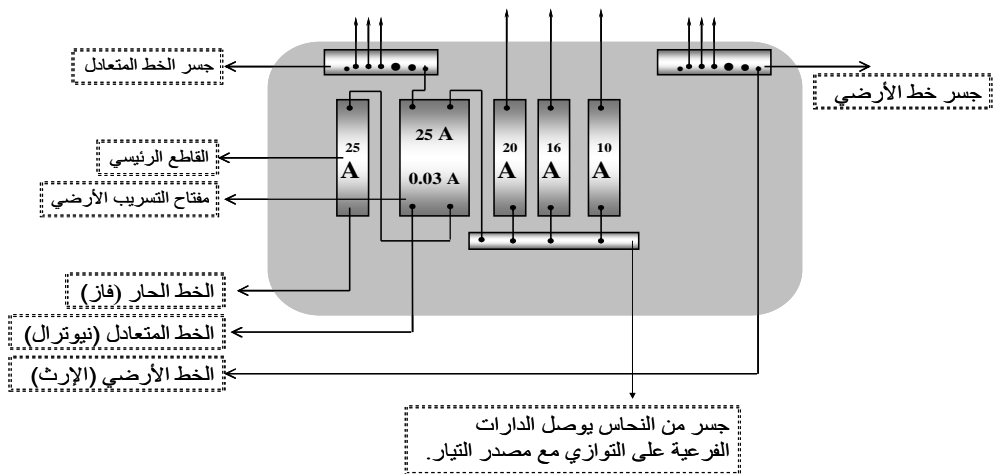 جسر الخط المتعادل
جسر خط الأرضي
القاطع الرئيسي
مفتاح التسريب الأرضي
25
A
25 A
0.03 A
20
A
16
A
10
A
الخط الحار (فاز)
الخط المتعادل (نيوترال)
الخط الأرضي (الإرث)
جسر من النحاس يوصل الدارات
الفرعية على التوازي مع مصدر التيار.